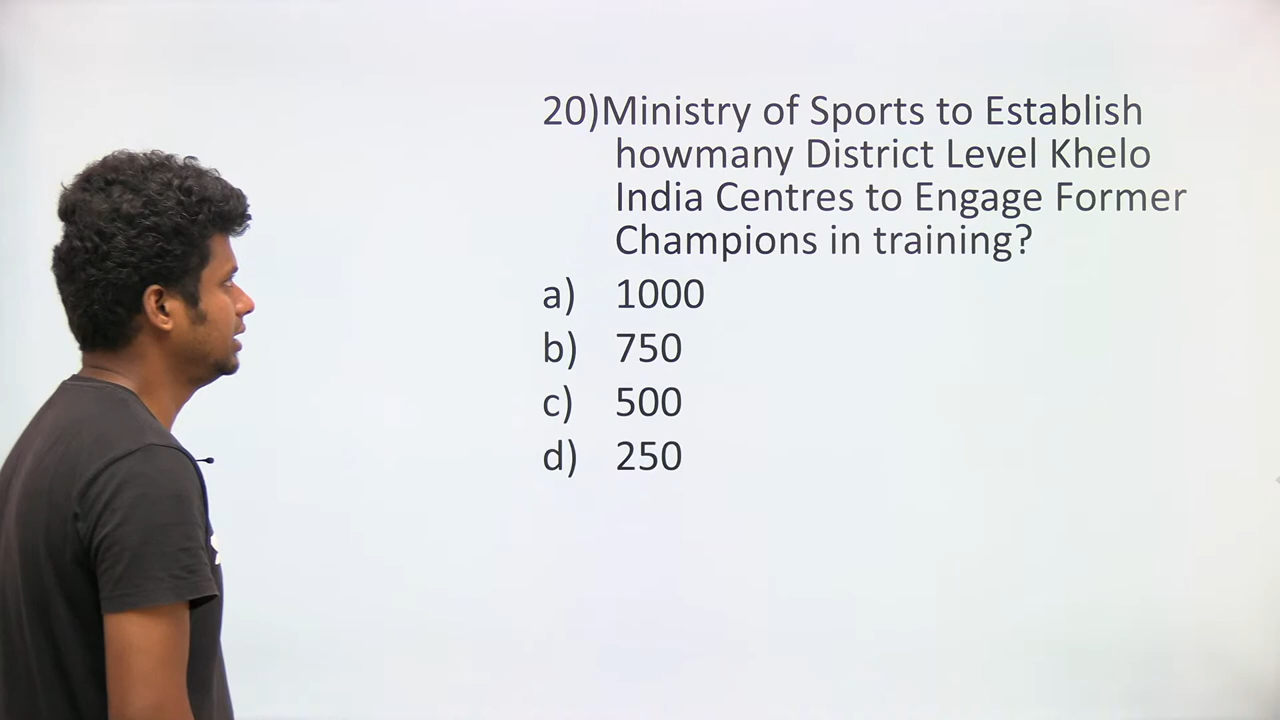 20)Ministry of Sports to Establish
howmany District Level Khelo
India Centres to Engage Former
Champions in training?
a) 1000
b) 750
c) 500
d) 250